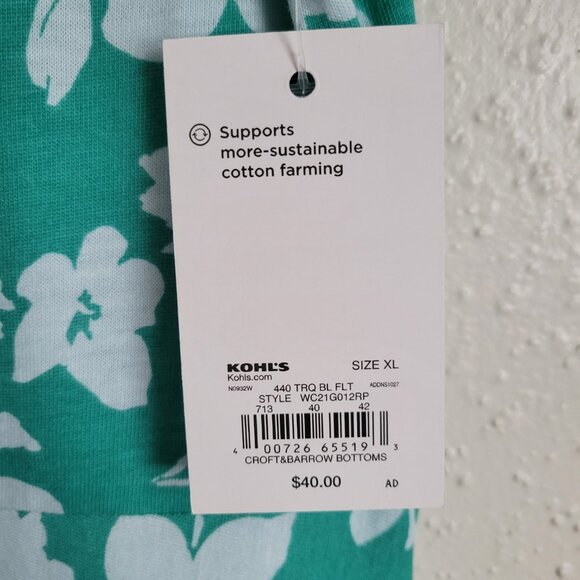 Supports
more-sustainable
cotton farming
KOHL'S SIZE XL
Kohls.com
N0932W 440 TRQ BL FLT ADDNS1027
STYLE WC21G012RP
713 40 42
4 00726 65519 3
CROFT&BARROW BOTTOMS
$40.00 AD